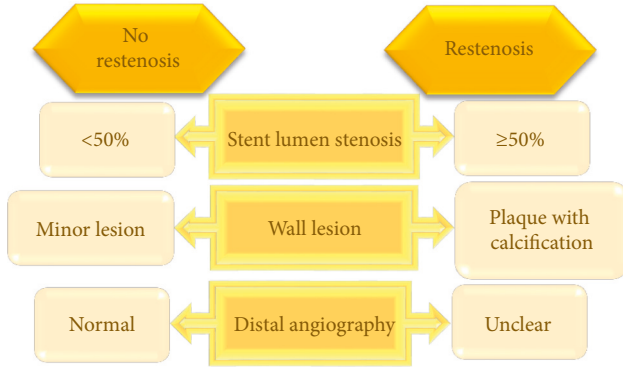 No
restenosis
Restenosis
<50%
Stent lumen stenosis
≥50%
Minor lesion
Wall lesion
Plaque with
calcification
Normal
Distal angiography
Unclear